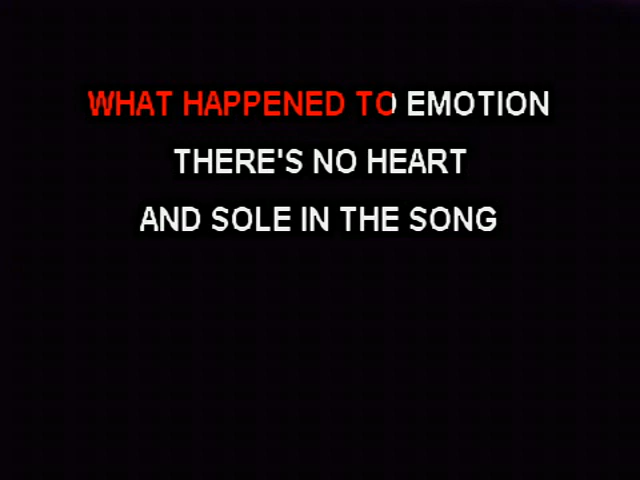 WHAT HAPPENED TO EMOTION
THERE'S NO HEART
AND SOLE IN THE SONG